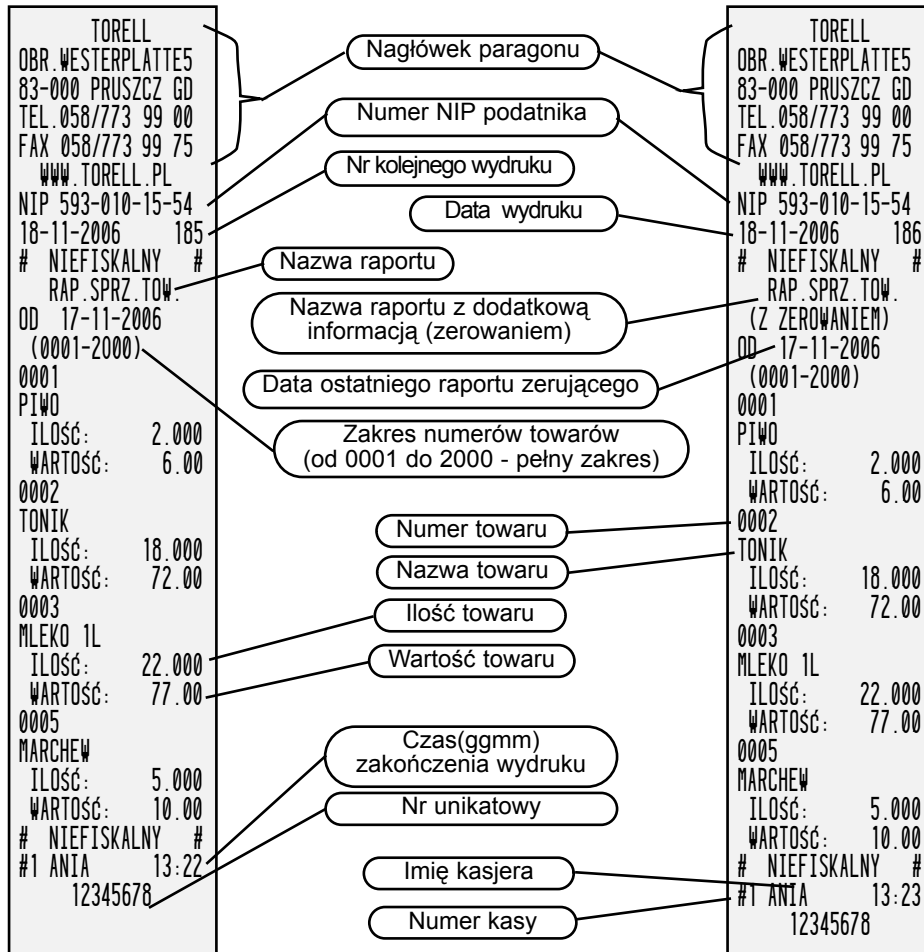 TORELL
OBR.WESTERPLATTE5
83-000 PRUSZCZ GD
TEL.058/773 99 00
FAX 058/773 99 75
WWW.TORELL.PL
NIP 593-010-15-54
18-11-2006 185
# NIEFISKALNY #
RAP.SPRZ.TOW.
OD 17-11-2006
(0001-2000)
0001
PIWO
ILOŚĆ: 2.000
WARTOŚĆ: 6.00
0002
TONIK
ILOŚĆ: 18.000
WARTOŚĆ: 72.00
0003
MLEKO 1L
ILOŚĆ: 22.000
WARTOŚĆ: 77.00
0005
MARCHEW
ILOŚĆ: 5.000
WARTOŚĆ: 10.00
# NIEFISKALNY #
#1 ANIA 13:22
12345678
Nagłówek paragonu
Numer NIP podatnika
Nr kolejnego wydruku
Data wydruku
Nazwa raportu
Nazwa raportu z dodatkową
informacją (zerowaniem)
Data ostatniego raportu zerującego
Zakres numerów towarów
(od 0001 do 2000 - pełny zakres)
Numer towaru
Nazwa towaru
Ilość towaru
Wartość towaru
Czas(ggmm)
zakończenia wydruku
Nr unikatowy
Imię kasjera
Numer kasy
TORELL
OBR.WESTERPLATTE5
83-000 PRUSZCZ GD
TEL.058/773 99 00
FAX 058/773 99 75
WWW.TORELL.PL
NIP 593-010-15-54
18-11-2006 186
# NIEFISKALNY #
RAP.SPRZ.TOW.
(Z ZEROWANIEM)
OD 17-11-2006
(0001-2000)
0001
PIWO
ILOŚĆ: 2.000
WARTOŚĆ: 6.00
0002
TONIK
ILOŚĆ: 18.000
WARTOŚĆ: 72.00
0003
MLEKO 1L
ILOŚĆ: 22.000
WARTOŚĆ: 77.00
0005
MARCHEW
ILOŚĆ: 5.000
WARTOŚĆ: 10.00
# NIEFISKALNY #
#1 ANIA 13:23
12345678